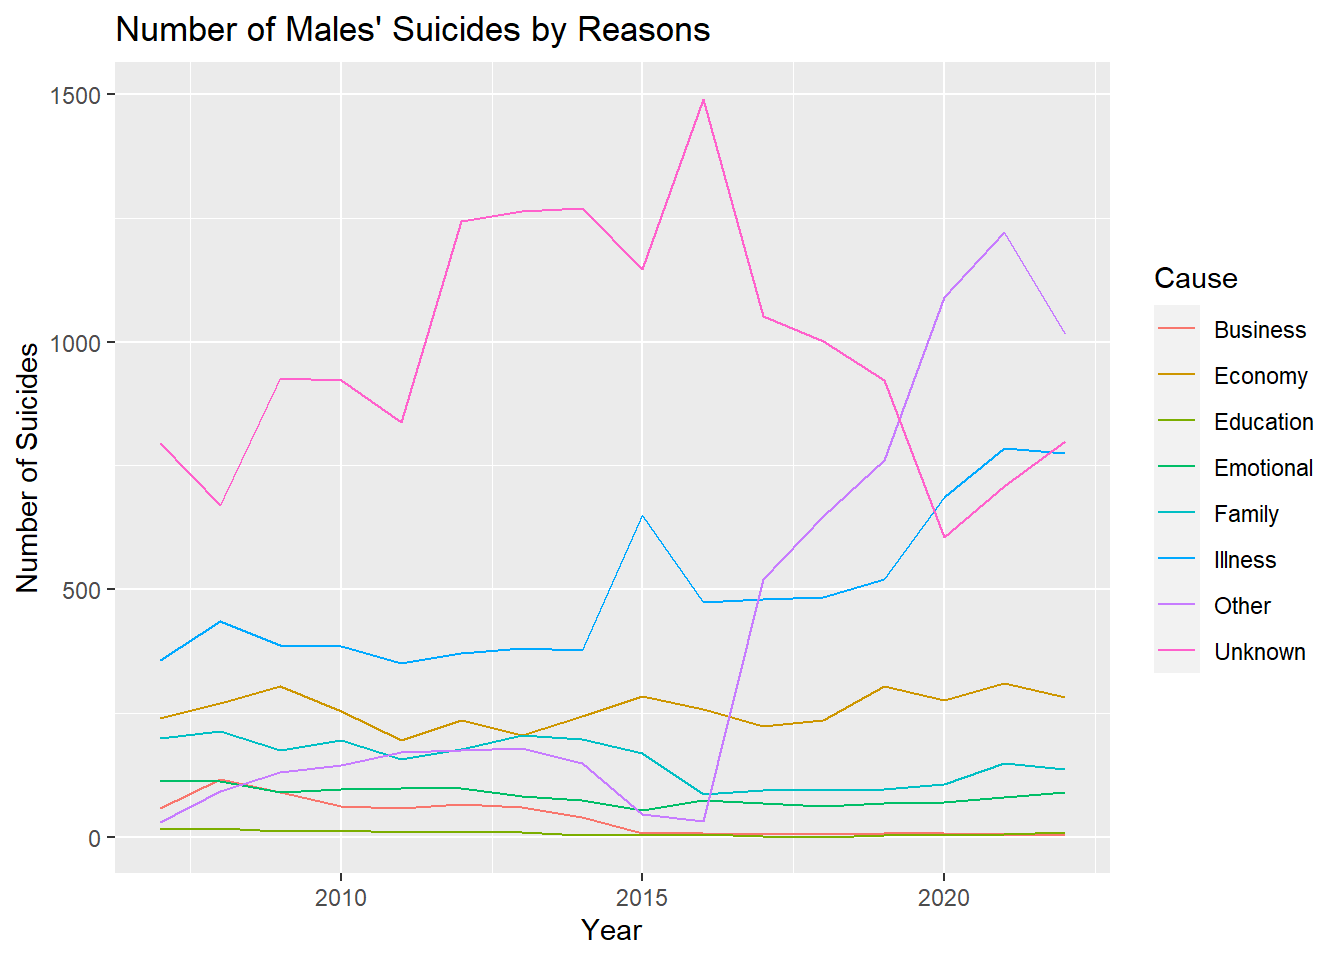 Number of Males' Suicides by Reasons
Number of Suicides
1500
1000
500
0
2010
2015
2020
Year
Cause
Business
Economy
Education
Emotional
Family
Illness
Other
Unknown